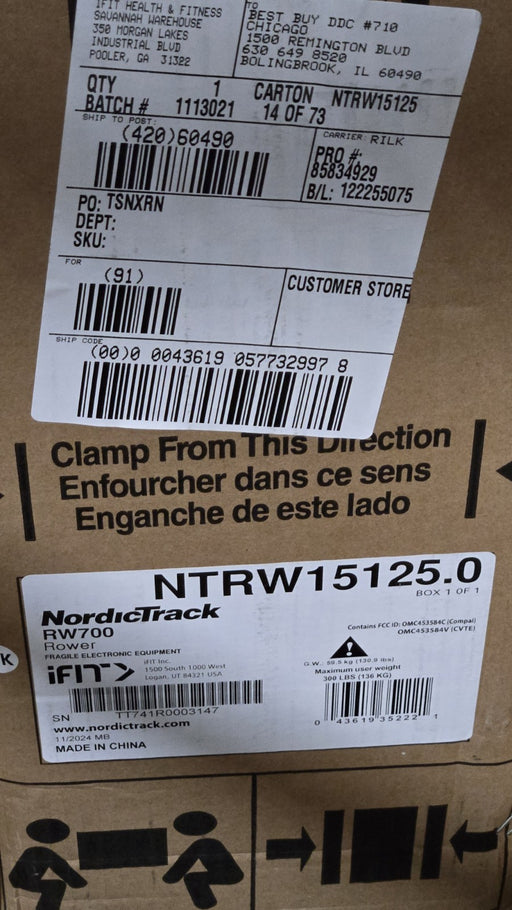 IFIT HEALTH & FITNESS
SAVANNAH WAREHOUSE
350 MORGAN LAKES
INDUSTRIAL BLVD
POOLER, GA 31322
TO
BEST BUY DDC #710
CHICAGO
1500 REMINGTON BLVD
630 649 8520
BOLINGBROOK, IL 60490
QTY 1 CARTON NTRW15125
BATCH # 1113021 14 OF 73
SHIP TO POST:
(420)60490
CARRIER: RILK
PRO #:
85834929
B/L: 122255075
PO: TSNXRN
DEPT:
SKU:
FOR
(91)
CUSTOMER STORE
SHIP CODE
(00)0 0043619 057732997 8
Clamp From This Direction
Enfourcher dans ce sens
Enganche de este lado
NTRW15125.0
BOX 1 OF 1
NordicTrack
RW700
Rower
FRAGILE ELECTRONIC EQUIPMENT
iFIT
iFIT Inc.
1500 South 1000 West
Logan, UT 84321 USA
Contains FCC ID: OMC453584C (Compal)
OMC453584V (CVTE)
G.W.: 59.5 kg (130.9 lbs)
Maximum user weight
300 LBS (136 KG)
SN TT741R0003147
0 43619 35222 1
www.nordictrack.com
11/2024 MB
MADE IN CHINA
K